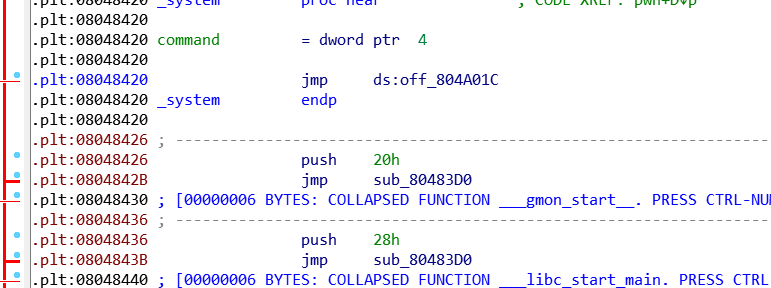 .plt:08048420 _system proc near ; CODE XREF: pwn+D↓p
.plt:08048420
.plt:08048420 command = dword ptr 4
.plt:08048420
.plt:08048420 jmp ds:off_804A01C
.plt:08048420 _system endp
.plt:08048420
.plt:08048426 ; ---------------------------------------------------------------------------
.plt:08048426 push 20h
.plt:0804842B jmp sub_80483D0
.plt:08048430 ; [00000006 BYTES: COLLAPSED FUNCTION ___gmon_start__. PRESS CTRL-NU
.plt:08048436 ; ---------------------------------------------------------------------------
.plt:08048436 push 28h
.plt:0804843B jmp sub_80483D0
.plt:08048440 ; [00000006 BYTES: COLLAPSED FUNCTION ___libc_start_main. PRESS CTRL